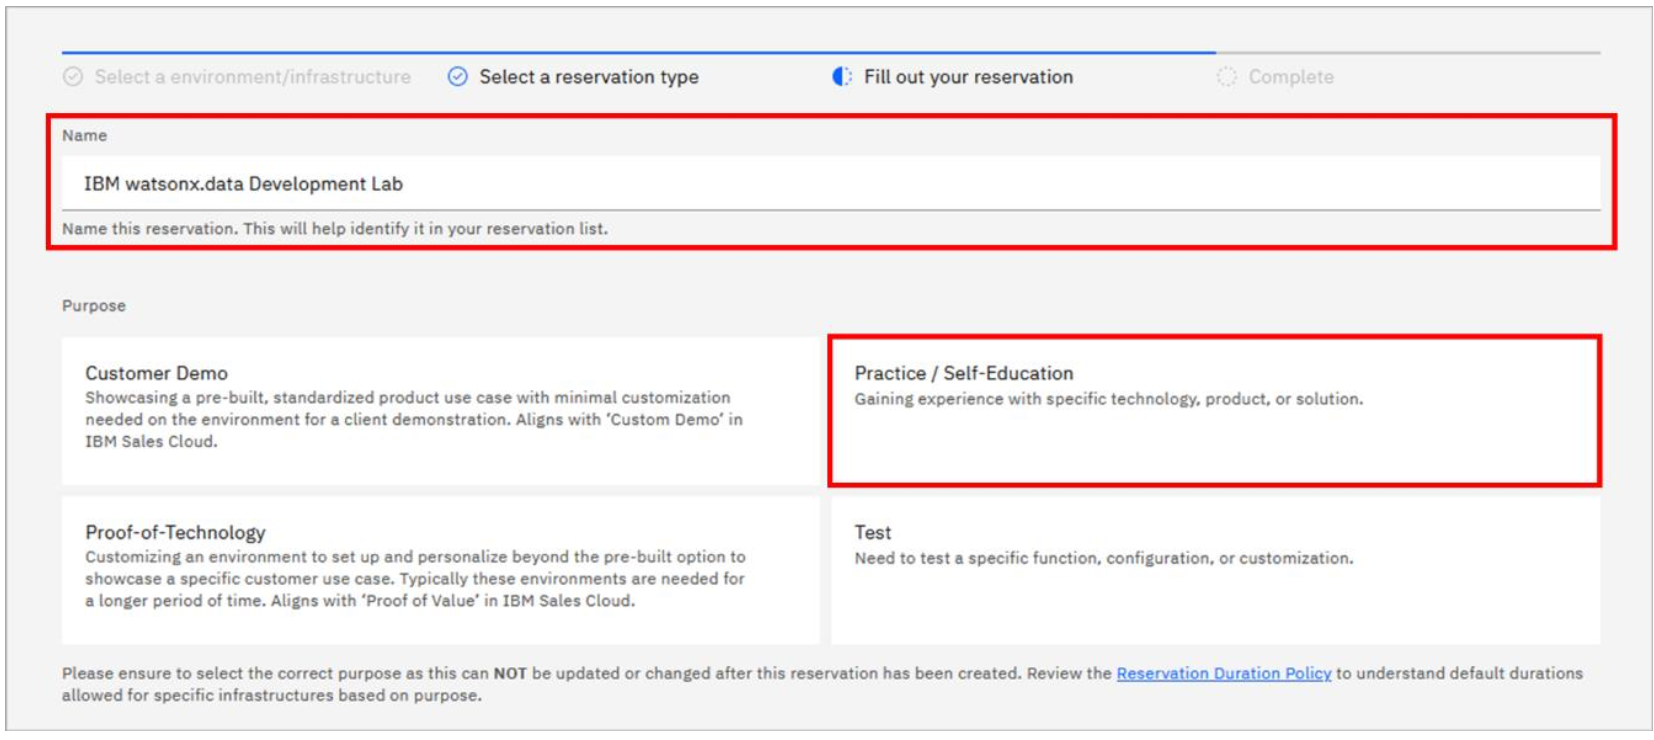 Select a environment/infrastructure
Select a reservation type
Fill out your reservation
Complete
Name
IBM watsonx.data Development Lab
Name this reservation. This will help identify it in your reservation list.
Purpose
Customer Demo
Showcasing a pre-built, standardized product use case with minimal customization
needed on the environment for a client demonstration. Aligns with ‘Custom Demo’ in
IBM Sales Cloud.
Practice / Self-Education
Gaining experience with specific technology, product, or solution.
Proof-of-Technology
Customizing an environment to set up and personalize beyond the pre-built option to
showcase a specific customer use case. Typically these environments are needed for
a longer period of time. Aligns with ‘Proof of Value’ in IBM Sales Cloud.
Test
Need to test a specific function, configuration, or customization.
Please ensure to select the correct purpose as this can NOT be updated or changed after this reservation has been created. Review the Reservation Duration Policy to understand default durations
allowed for specific infrastructures based on purpose.